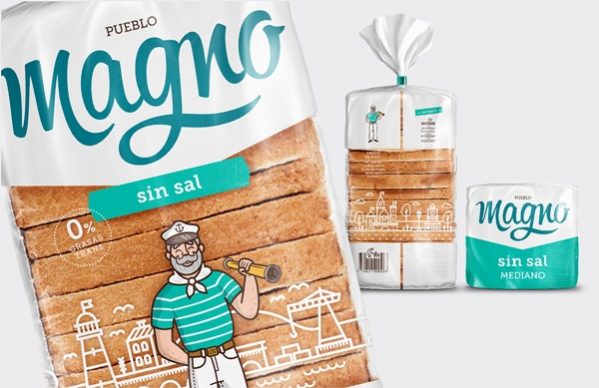 PUEBLO
magno
sin sal
0%
GRASAS
TRANS
PUEBLO
magno
sin sal
MEDIANO